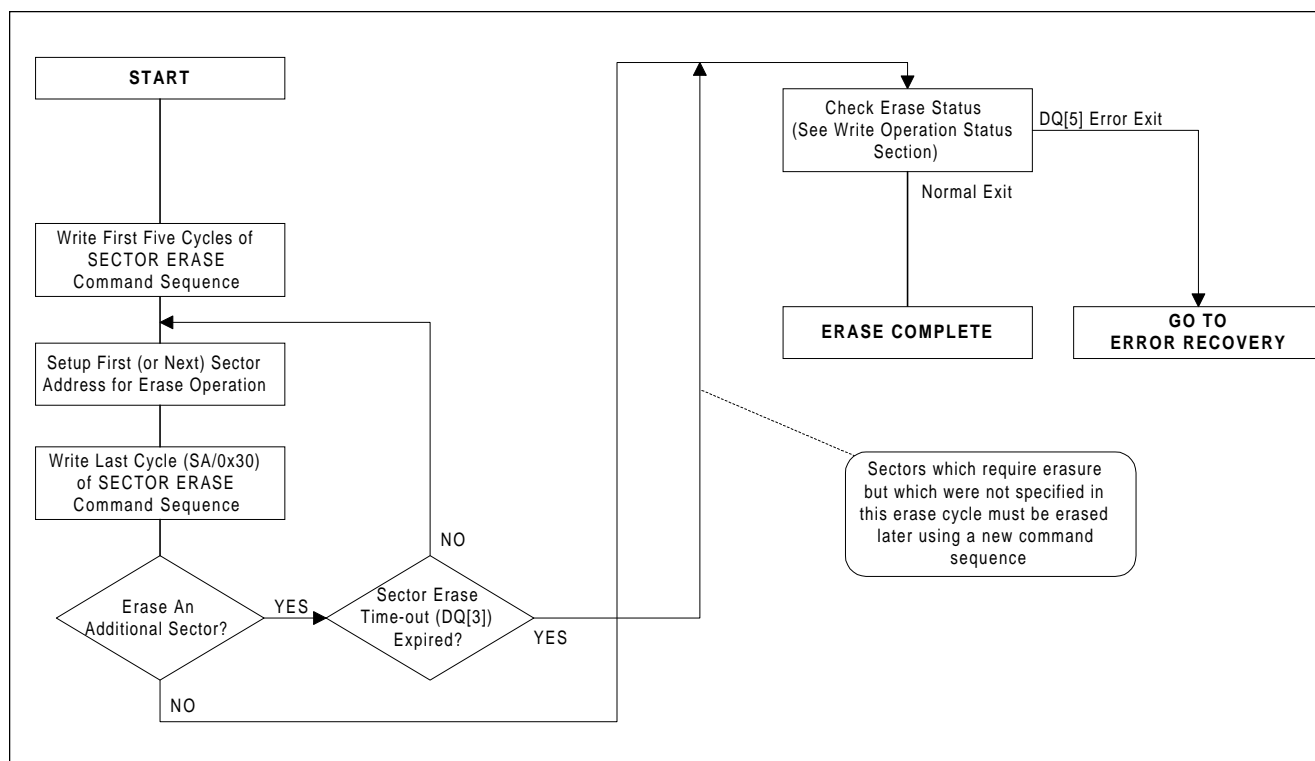 START
Write First Five Cycles of
SECTOR ERASE
Command Sequence
Setup First (or Next) Sector
Address for Erase Operation
Write Last Cycle (SA/0x30)
of SECTOR ERASE
Command Sequence
Erase An
Additional Sector?
YES
NO
Sector Erase
Time-out (DQ[3])
Expired?
NO
YES
Check Erase Status
(See Write Operation Status
Section)
DQ[5] Error Exit
Normal Exit
ERASE COMPLETE
GO TO
ERROR RECOVERY
Sectors which require erasure
but which were not specified in
this erase cycle must be erased
later using a new command
sequence